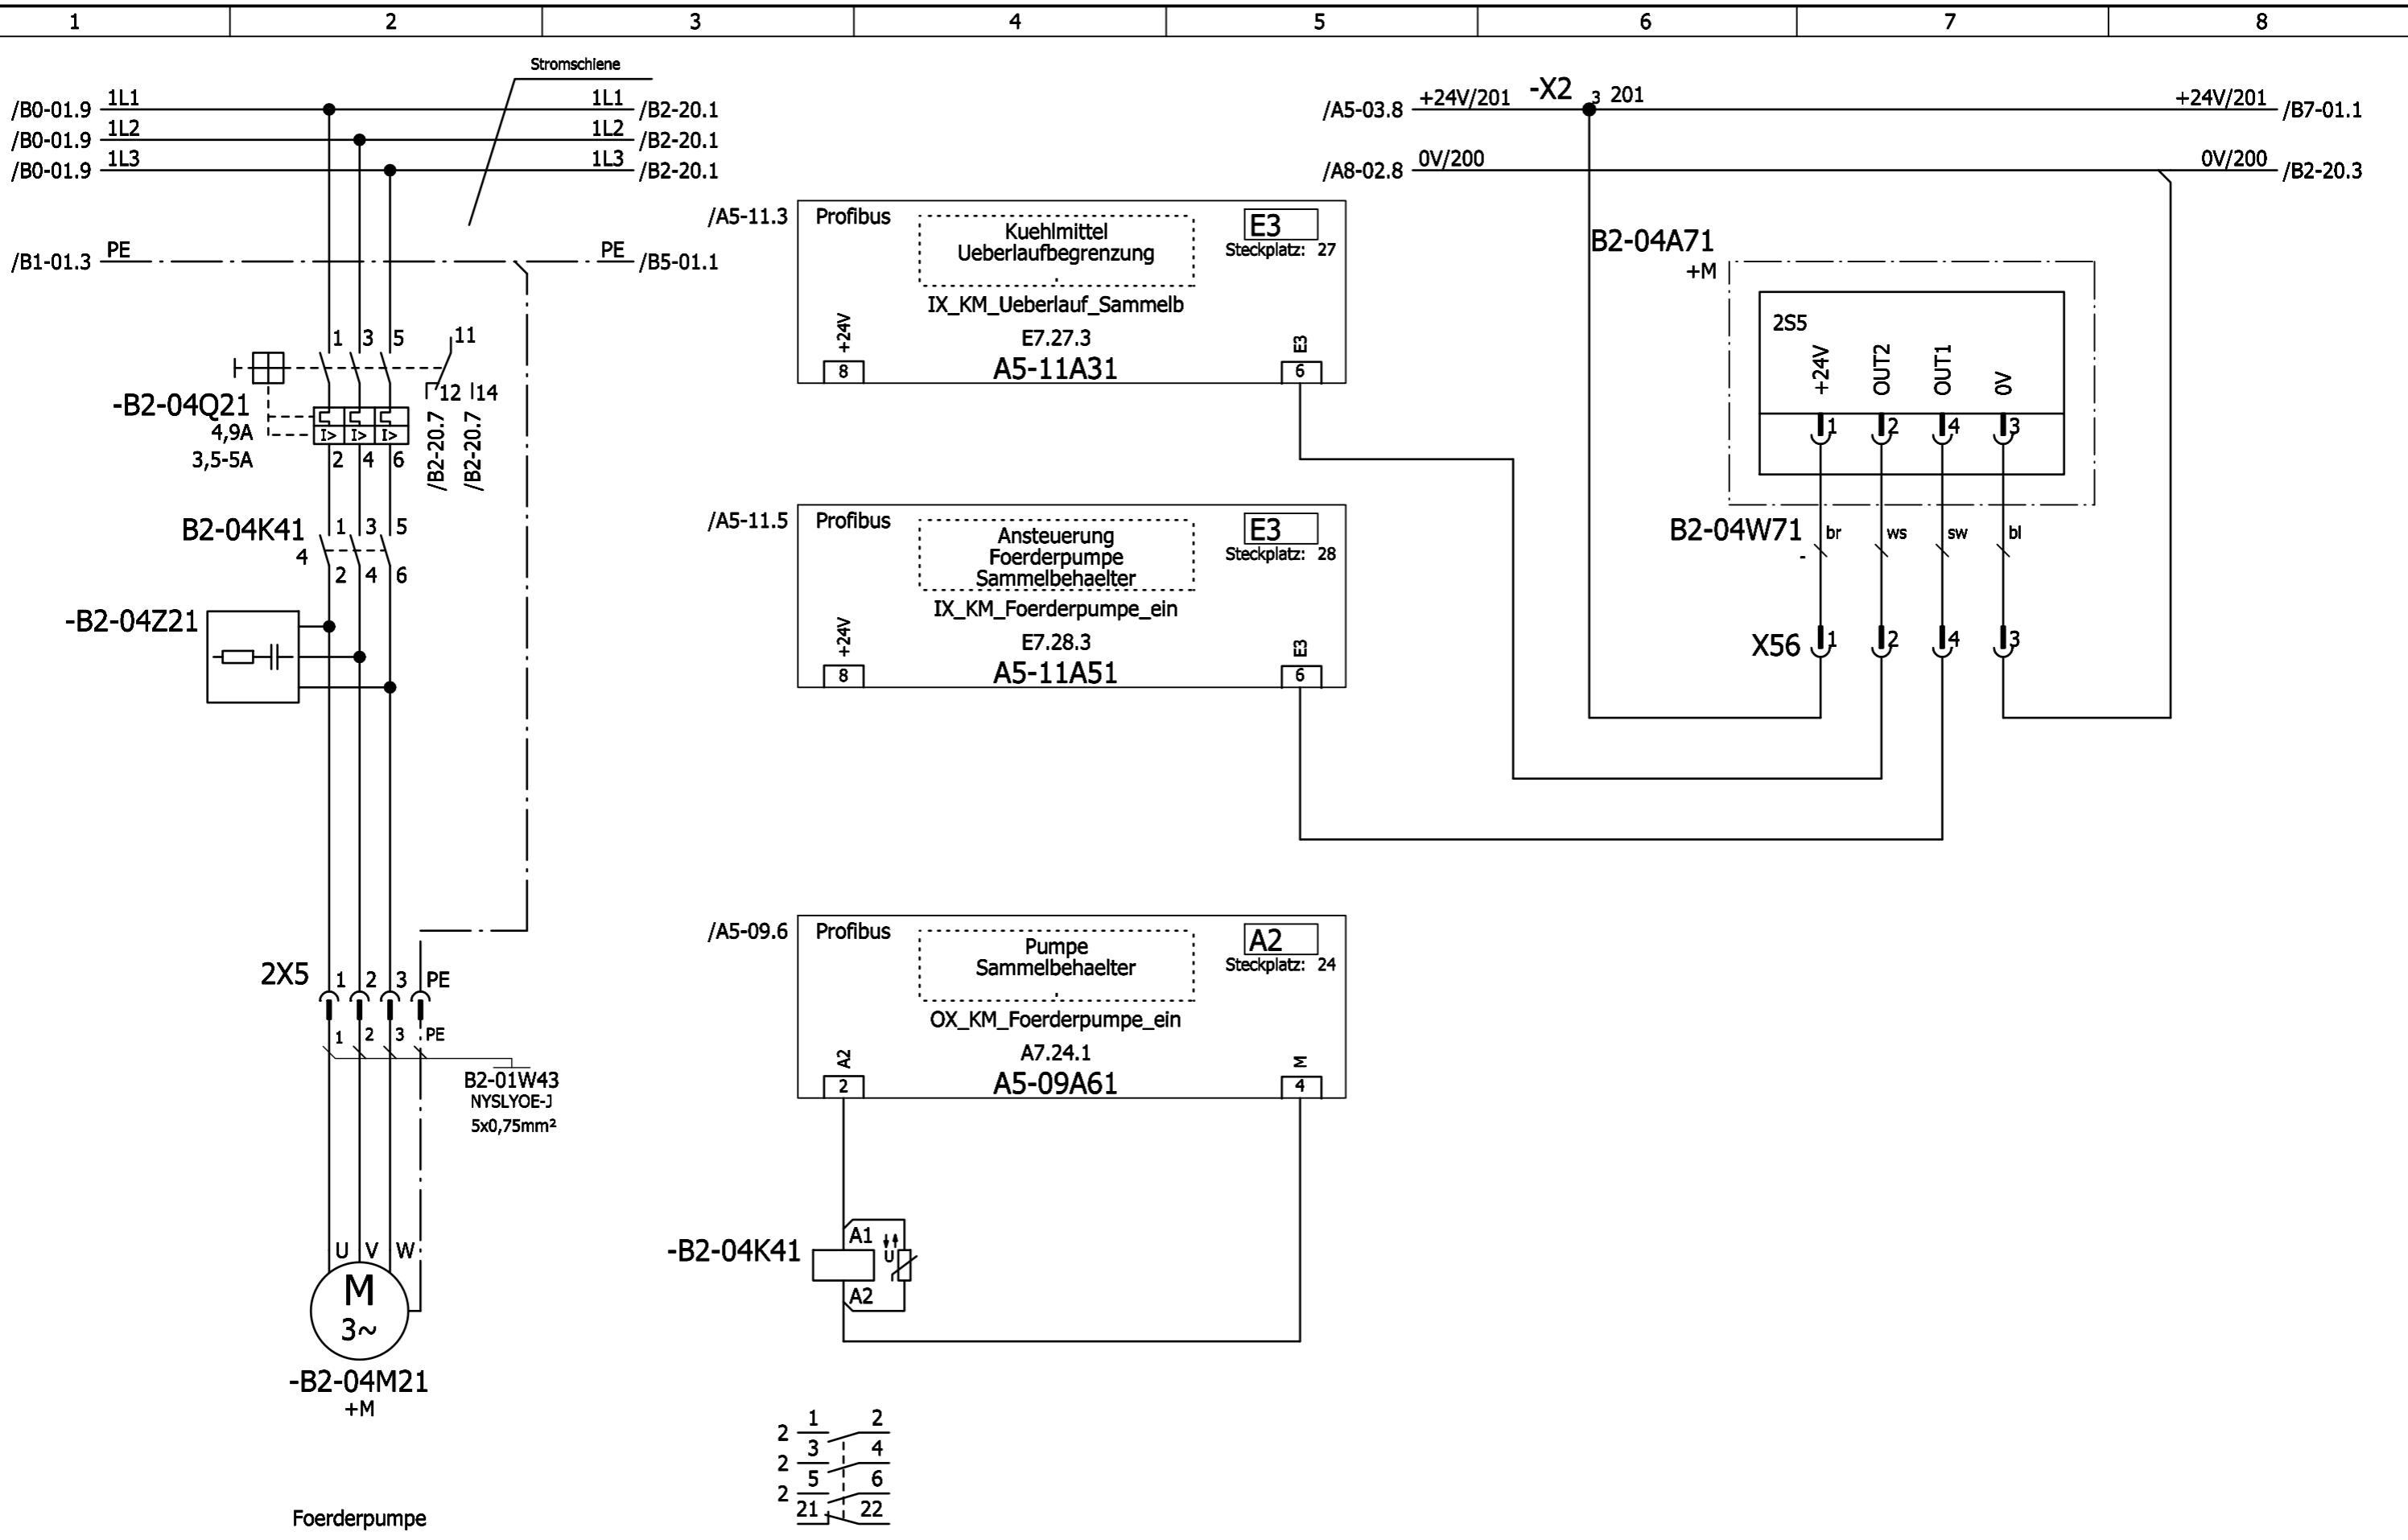 1 2 3 4 5 6 7 8
Stromschiene
/B0-01.9 1L1 1L1 /B2-20.1
/B0-01.9 1L2 1L2 /B2-20.1
/B0-01.9 1L3 1L3 /B2-20.1
/B1-01.3 PE PE /B5-01.1
1 3 5 11
12 14
-B2-04Q21
4,9A
3,5-5A
I> I> I>
2 4 6
/B2-20.7
/B2-20.7
B2-04K41
4
1 3 5
2 4 6
-B2-04Z21
2X5 1 2 3 PE
1 2 3 PE
B2-01W43
NYSLYOE-J
5x0,75mm²
U V W
M
3~
-B2-04M21
+M
Foerderpumpe
/A5-11.3 Profibus
Kuehlmittel
Ueberlaufbegrenzung
.
E3
Steckplatz: 27
IX_KM_Ueberlauf_Sammelb
E7.27.3
A5-11A31
+24V
8
E3
6
/A5-11.5 Profibus
Ansteuerung
Foerderpumpe
Sammelbehaelter
E3
Steckplatz: 28
IX_KM_Foerderpumpe_ein
E7.28.3
A5-11A51
+24V
8
E3
6
/A5-09.6 Profibus
Pumpe
Sammelbehaelter
.
A2
Steckplatz: 24
OX_KM_Foerderpumpe_ein
A7.24.1
A5-09A61
A2
2
M
4
-B2-04K41
A1
U
A2
2 1 2
2 3 4
2 5 6
21 22
/A5-03.8 +24V/201 -X2 3 201 +24V/201 /B7-01.1
/A8-02.8 0V/200 0V/200 /B2-20.3
B2-04A71
+M
2S5
+24V OUT2 OUT1 0V
1 2 4 3
B2-04W71
-
br ws sw bl
X56 1 2 4 3